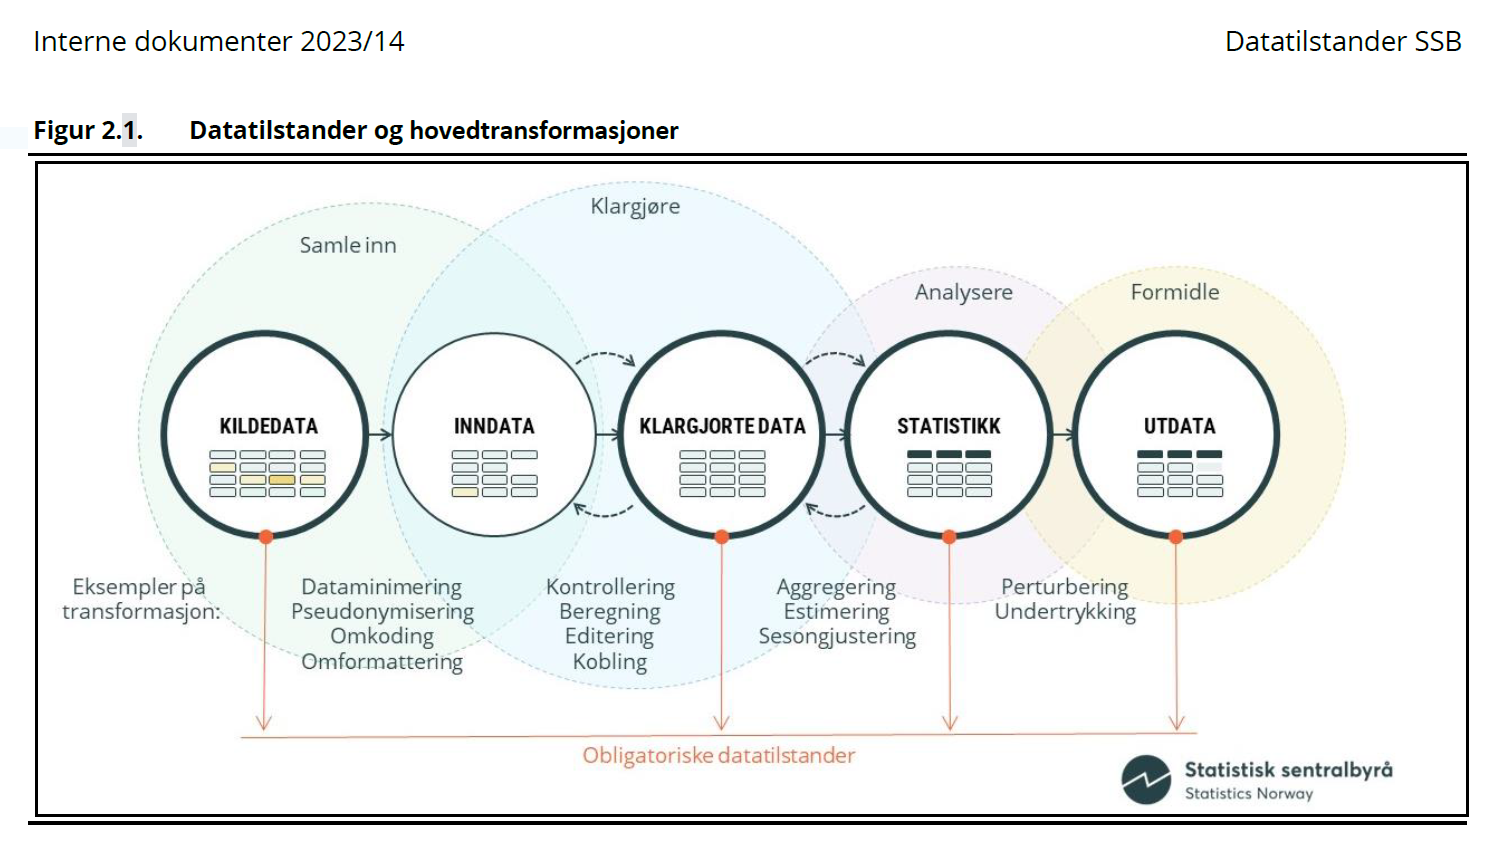 Interne dokumenter 2023/14
Datatilstander SSB
Figur 2.1. Datatilstander og hovedtransformasjoner
Samle inn
Klargjøre
Analysere
Formidle
KILDEDATA
INNDATA
KLARGJORTE DATA
STATISTIKK
UTDATA
Eksempler på
transformasjon:
Dataminimering
Pseudonymisering
Omkoding
Omformattering
Kontrollering
Beregning
Editering
Kobling
Aggregering
Estimering
Sesongjustering
Perturbering
Undertrykking
Obligatoriske datatilstander
Statistisk sentralbyrå
Statistics Norway